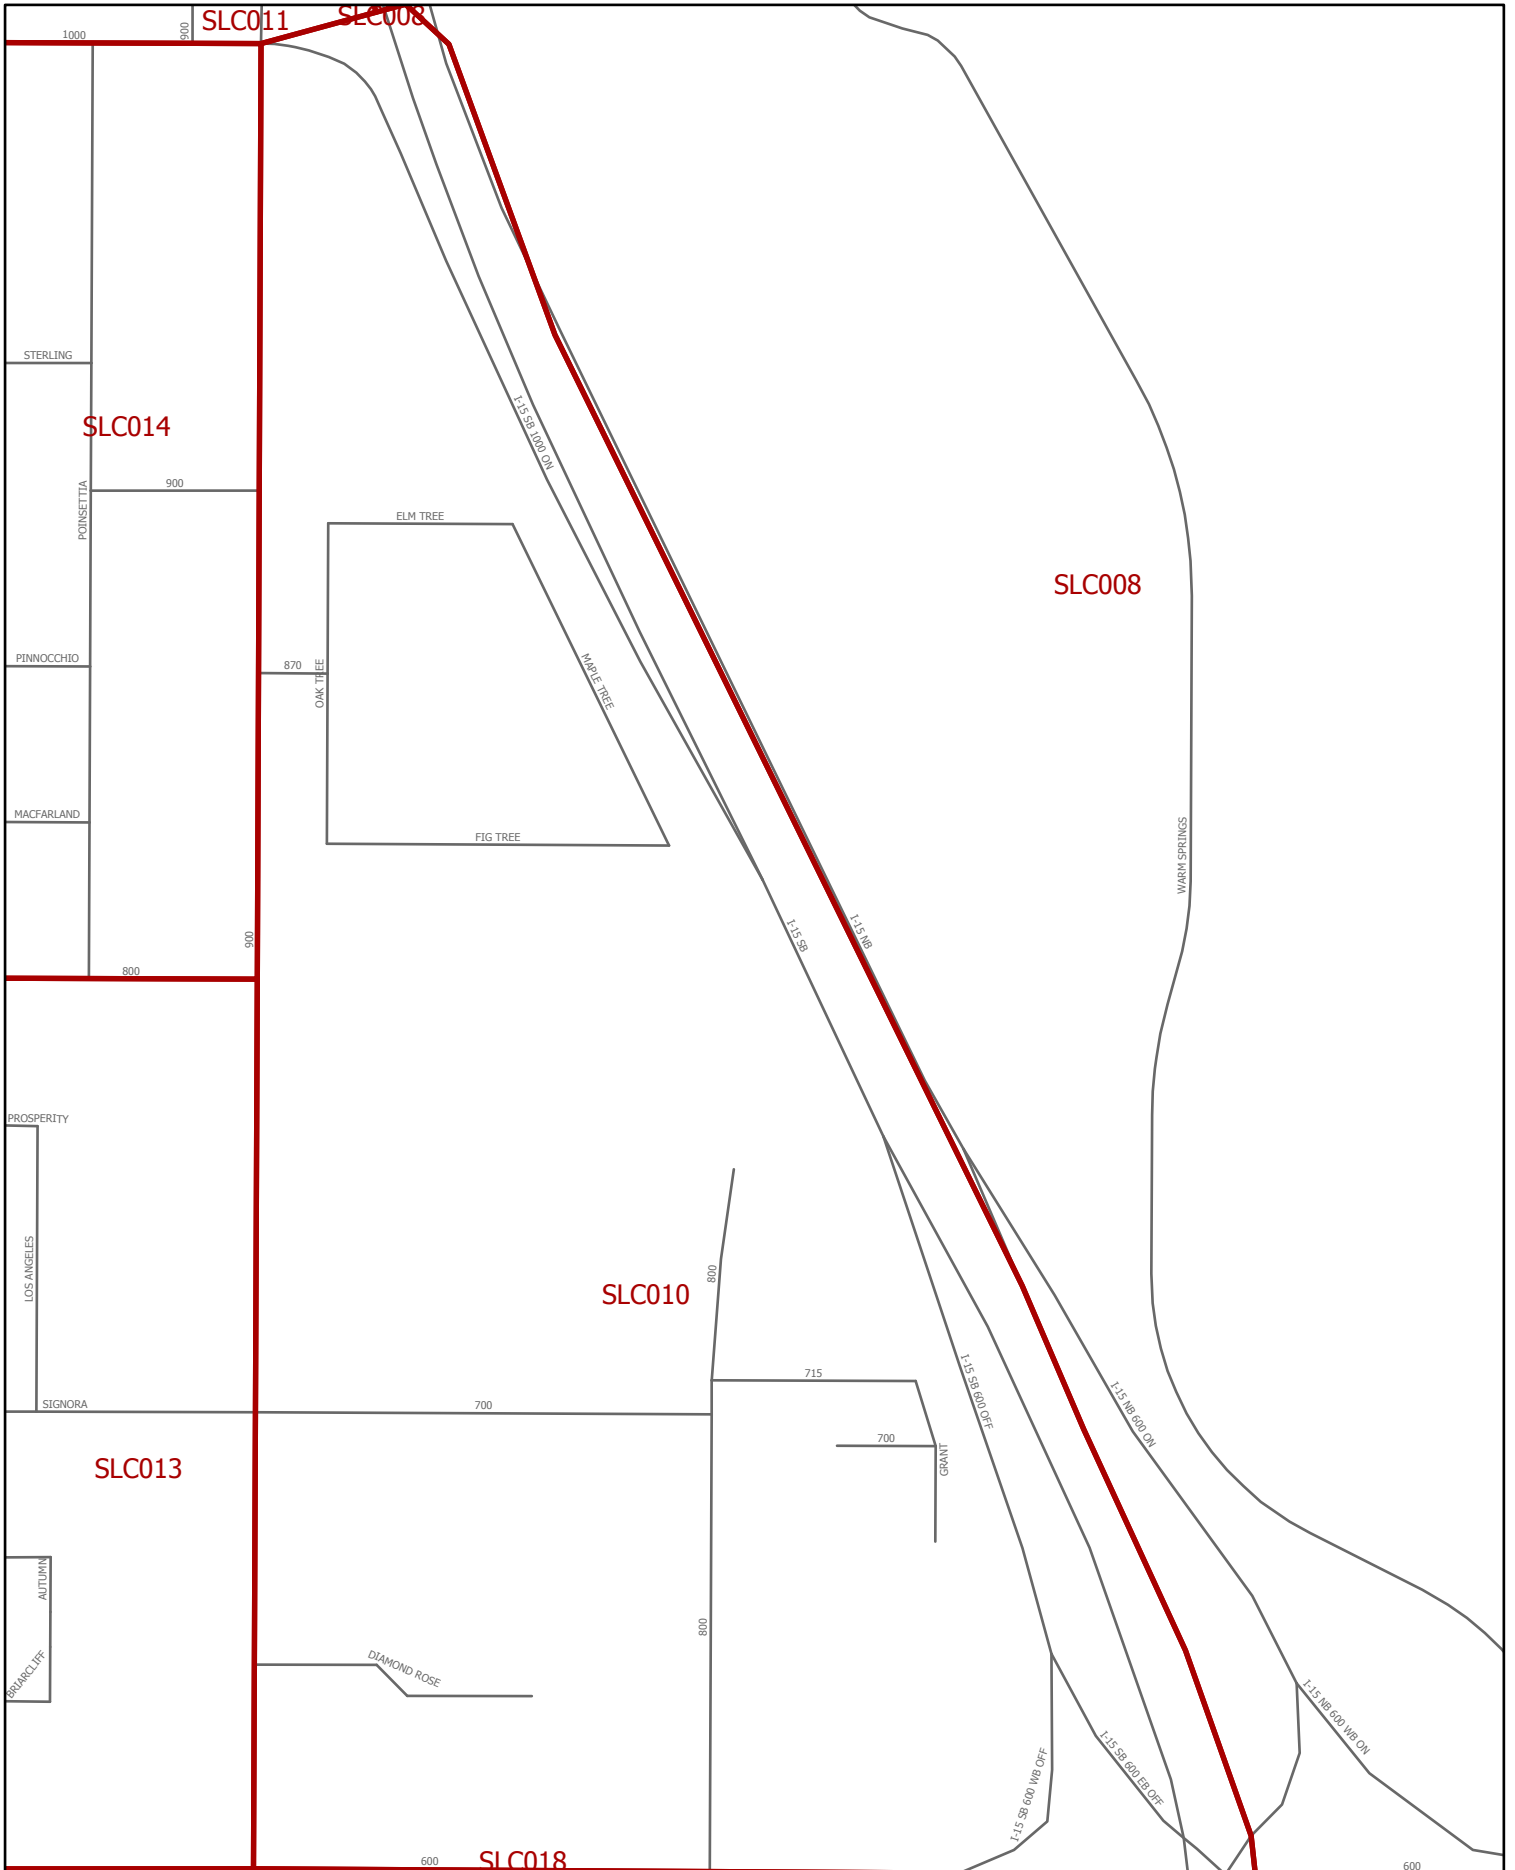 SLC011
SLC008
1000
900
STERLING
SLC014
I-15 SB 1000 ON
900
POINSETTIA
ELM TREE
SLC008
PINNOCCHIO
870
OAK TREE
MAPLE TREE
MACFARLAND
FIG TREE
WARM SPRINGS
900
I-15 SB
I-15 NB
800
PROSPERITY
LOS ANGELES
800
SLC010
715
I-15 SB 600 OFF
I-15 NB 600 ON
SIGNORA
700
700
GRANT
SLC013
AUTUMN
800
BRIARCLIFF
DIAMOND ROSE
I-15 NB 600 WB ON
I-15 SB 600 WB OFF
I-15 SB 600 EB OFF
600
SLC018
600